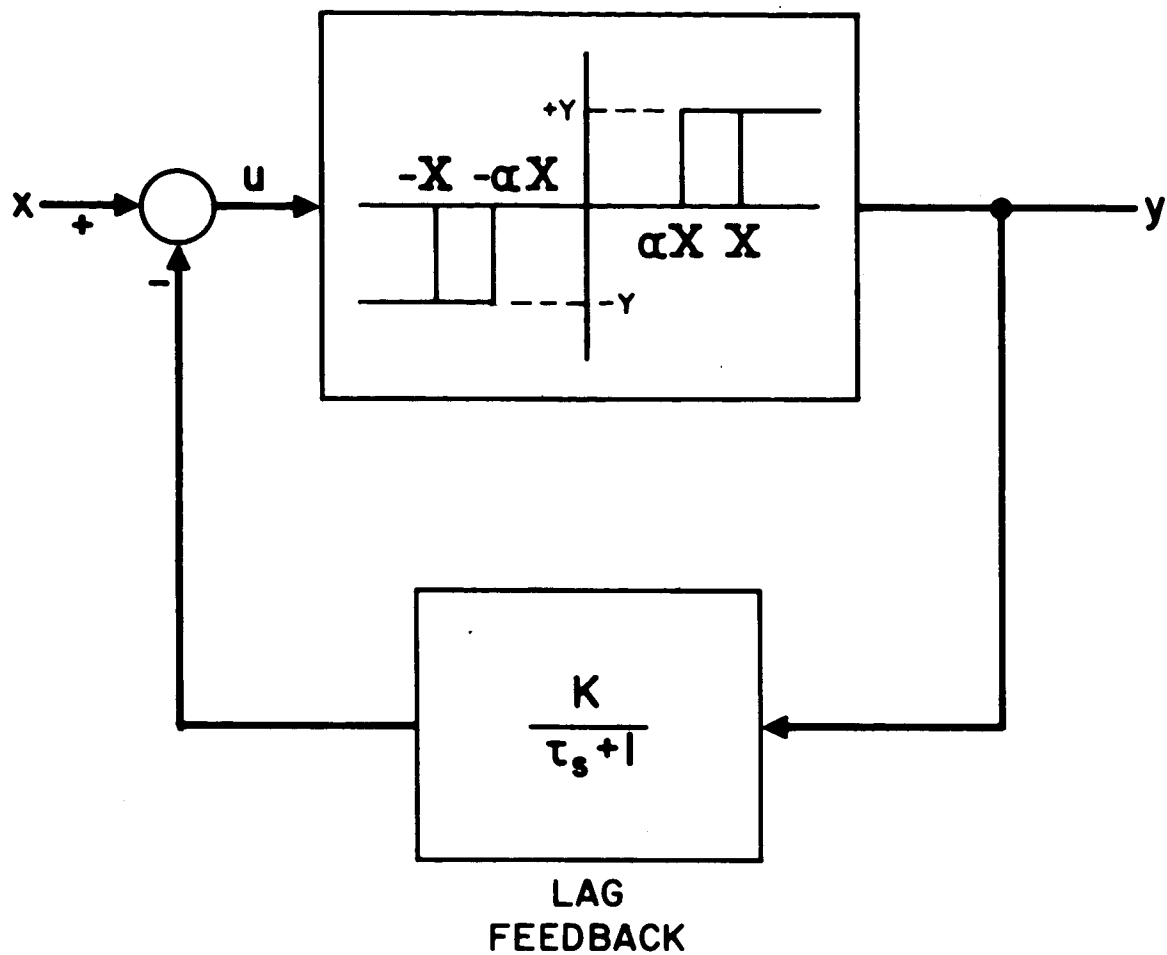 +Y
-X -αX
u
x
+
αX X
y
-
-Y
K
τs+1
LAG
FEEDBACK